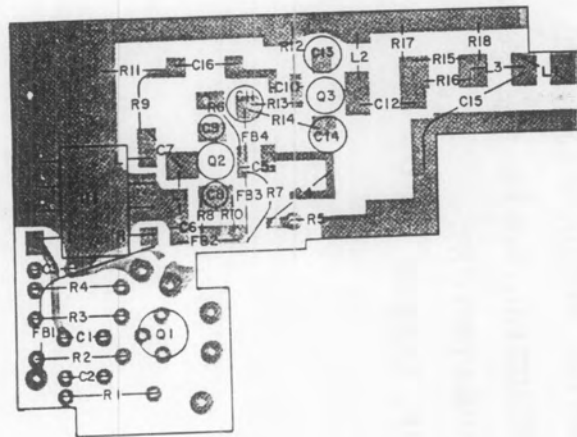 R12 C13 L2 R17 R18
R11 C16 R15 L3 L
C10 R16
R9 R6 C11 R13 Q3 C12 C15
R14
C9 FB4 C14
C7 Q2 C5
FB3 R7
C8
R8 R10 R5
C6
FB2
R4
R3
FB1 C1 Q1
R2
C2
R1